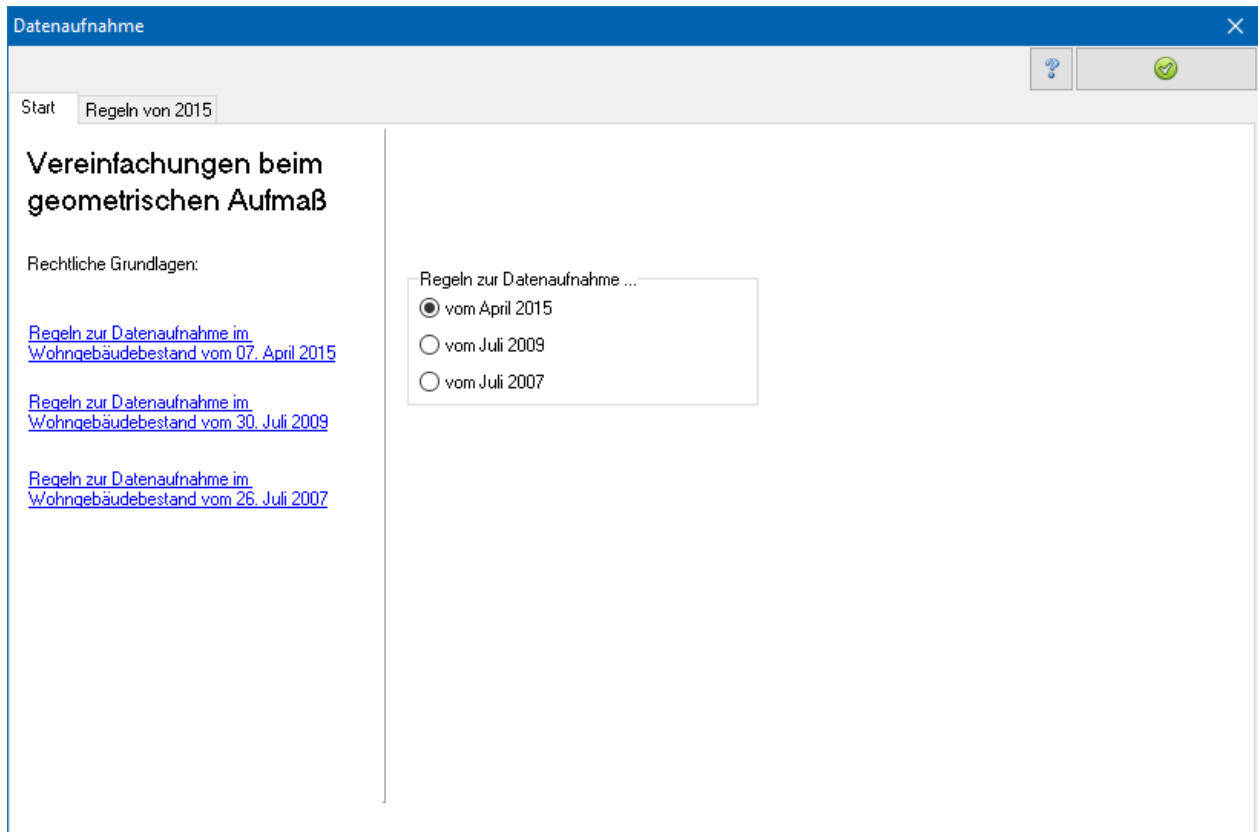 Datenaufnahme
Start
Regeln von 2015
Vereinfachungen beim
geometrischen Aufmaß
Rechtliche Grundlagen:
Regeln zur Datenaufnahme im
Wohngebäudebestand vom 07. April 2015
Regeln zur Datenaufnahme im
Wohngebäudebestand vom 30. Juli 2009
Regeln zur Datenaufnahme im
Wohngebäudebestand vom 26. Juli 2007
Regeln zur Datenaufnahme ...
vom April 2015
vom Juli 2009
vom Juli 2007